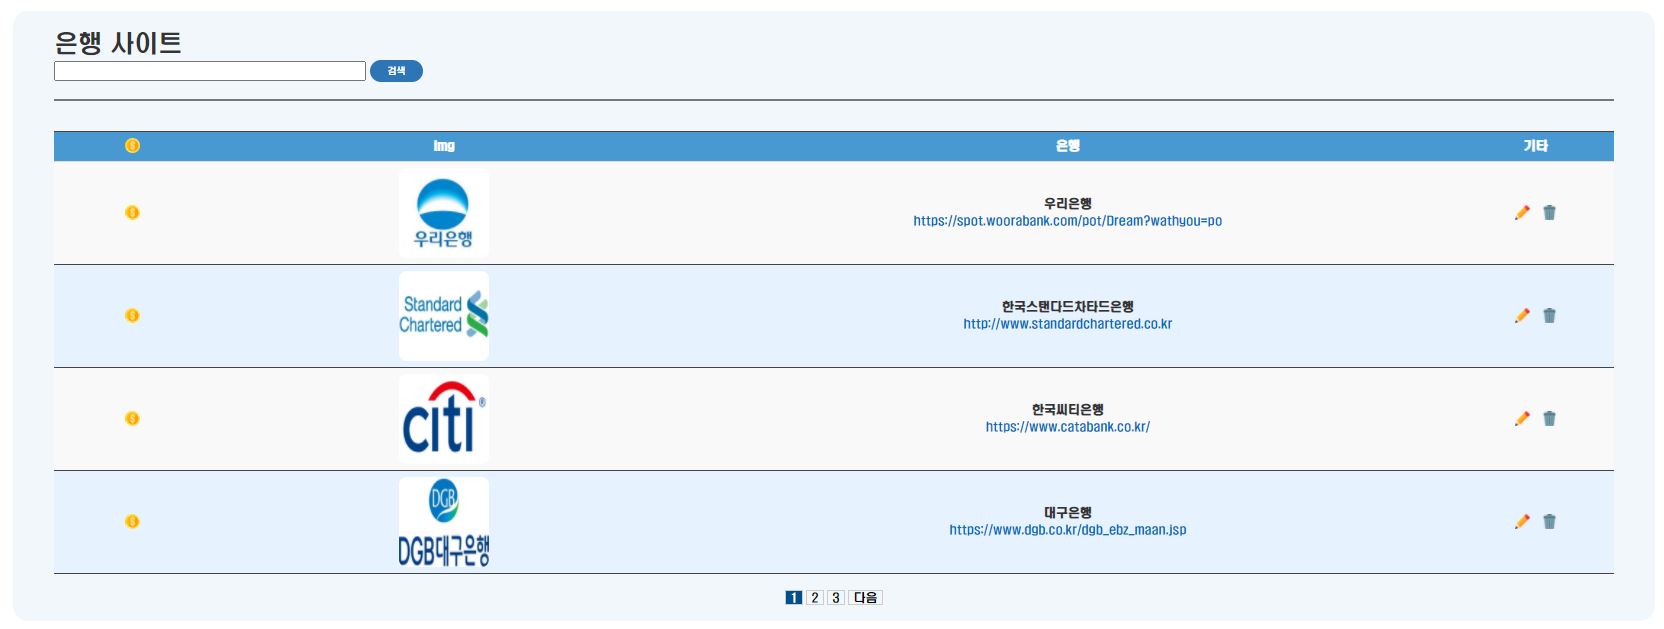 은행 사이트
검색
Img 은행 기타
우리은행
우리은행
https://spot.woorabank.com/pot/Dream?wathyou=po
Standard
Chartered
한국스탠다드차타드은행
http://www.standardchartered.co.kr
citi®
한국씨티은행
https://www.catabank.co.kr/
DGB
DGB대구은행
대구은행
https://www.dgb.co.kr/dgb_ebz_maan.jsp
1 2 3 다음